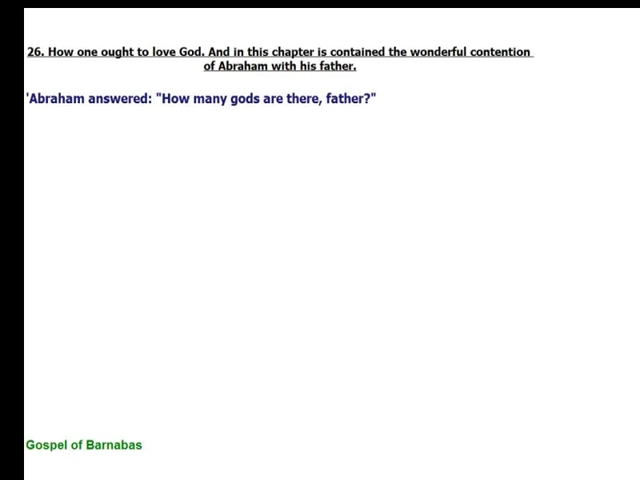 26. How one ought to love God. And in this chapter is contained the wonderful contention
of Abraham with his father.
'Abraham answered: "How many gods are there, father?"
Gospel of Barnabas